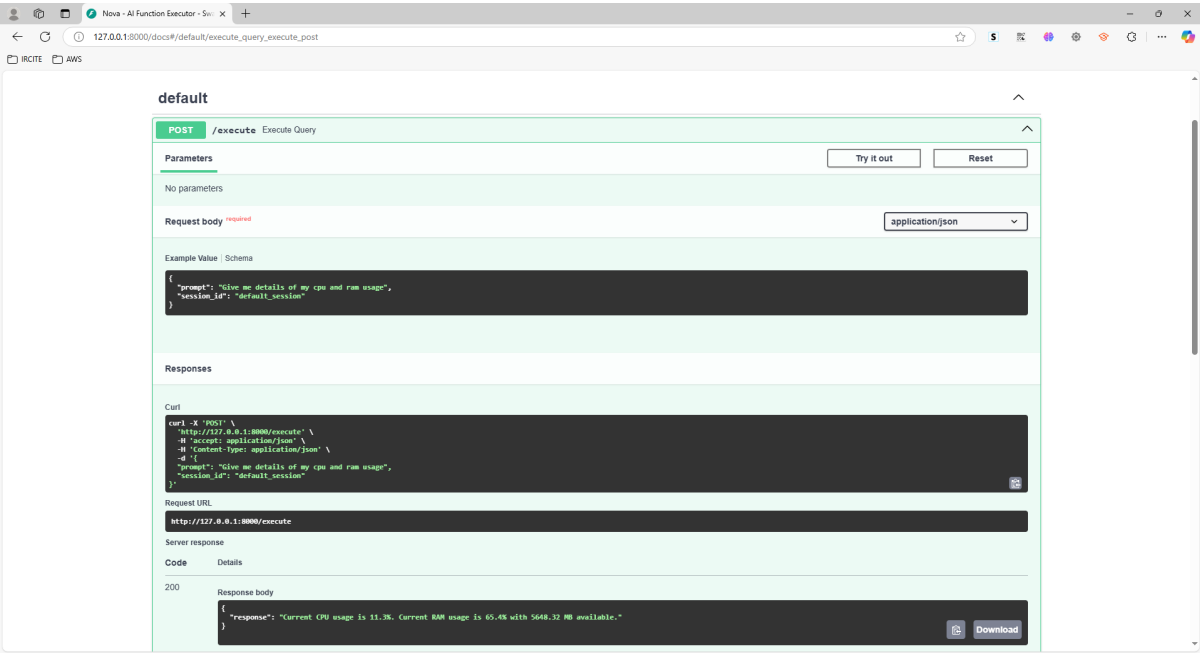 Nova - AI Function Executor - Sw
127.0.0.1:8000/docs#/default/execute_query_execute_post
IRCITE AWS
default
POST /execute Execute Query
Parameters
Try it out
Reset
No parameters
Request body required
application/json
Example Value | Schema
{
"prompt": "Give me details of my cpu and ram usage",
"session_id": "default_session"
}
Responses
Curl
curl -X 'POST' \
'http://127.0.0.1:8000/execute' \
-H 'accept: application/json' \
-H 'Content-Type: application/json' \
-d '{
"prompt": "Give me details of my cpu and ram usage",
"session_id": "default_session"
}'
Request URL
http://127.0.0.1:8000/execute
Server response
Code Details
200
Response body
{
"response": "Current CPU usage is 11.3%. Current RAM usage is 65.4% with 5648.32 MB available."
}
Download